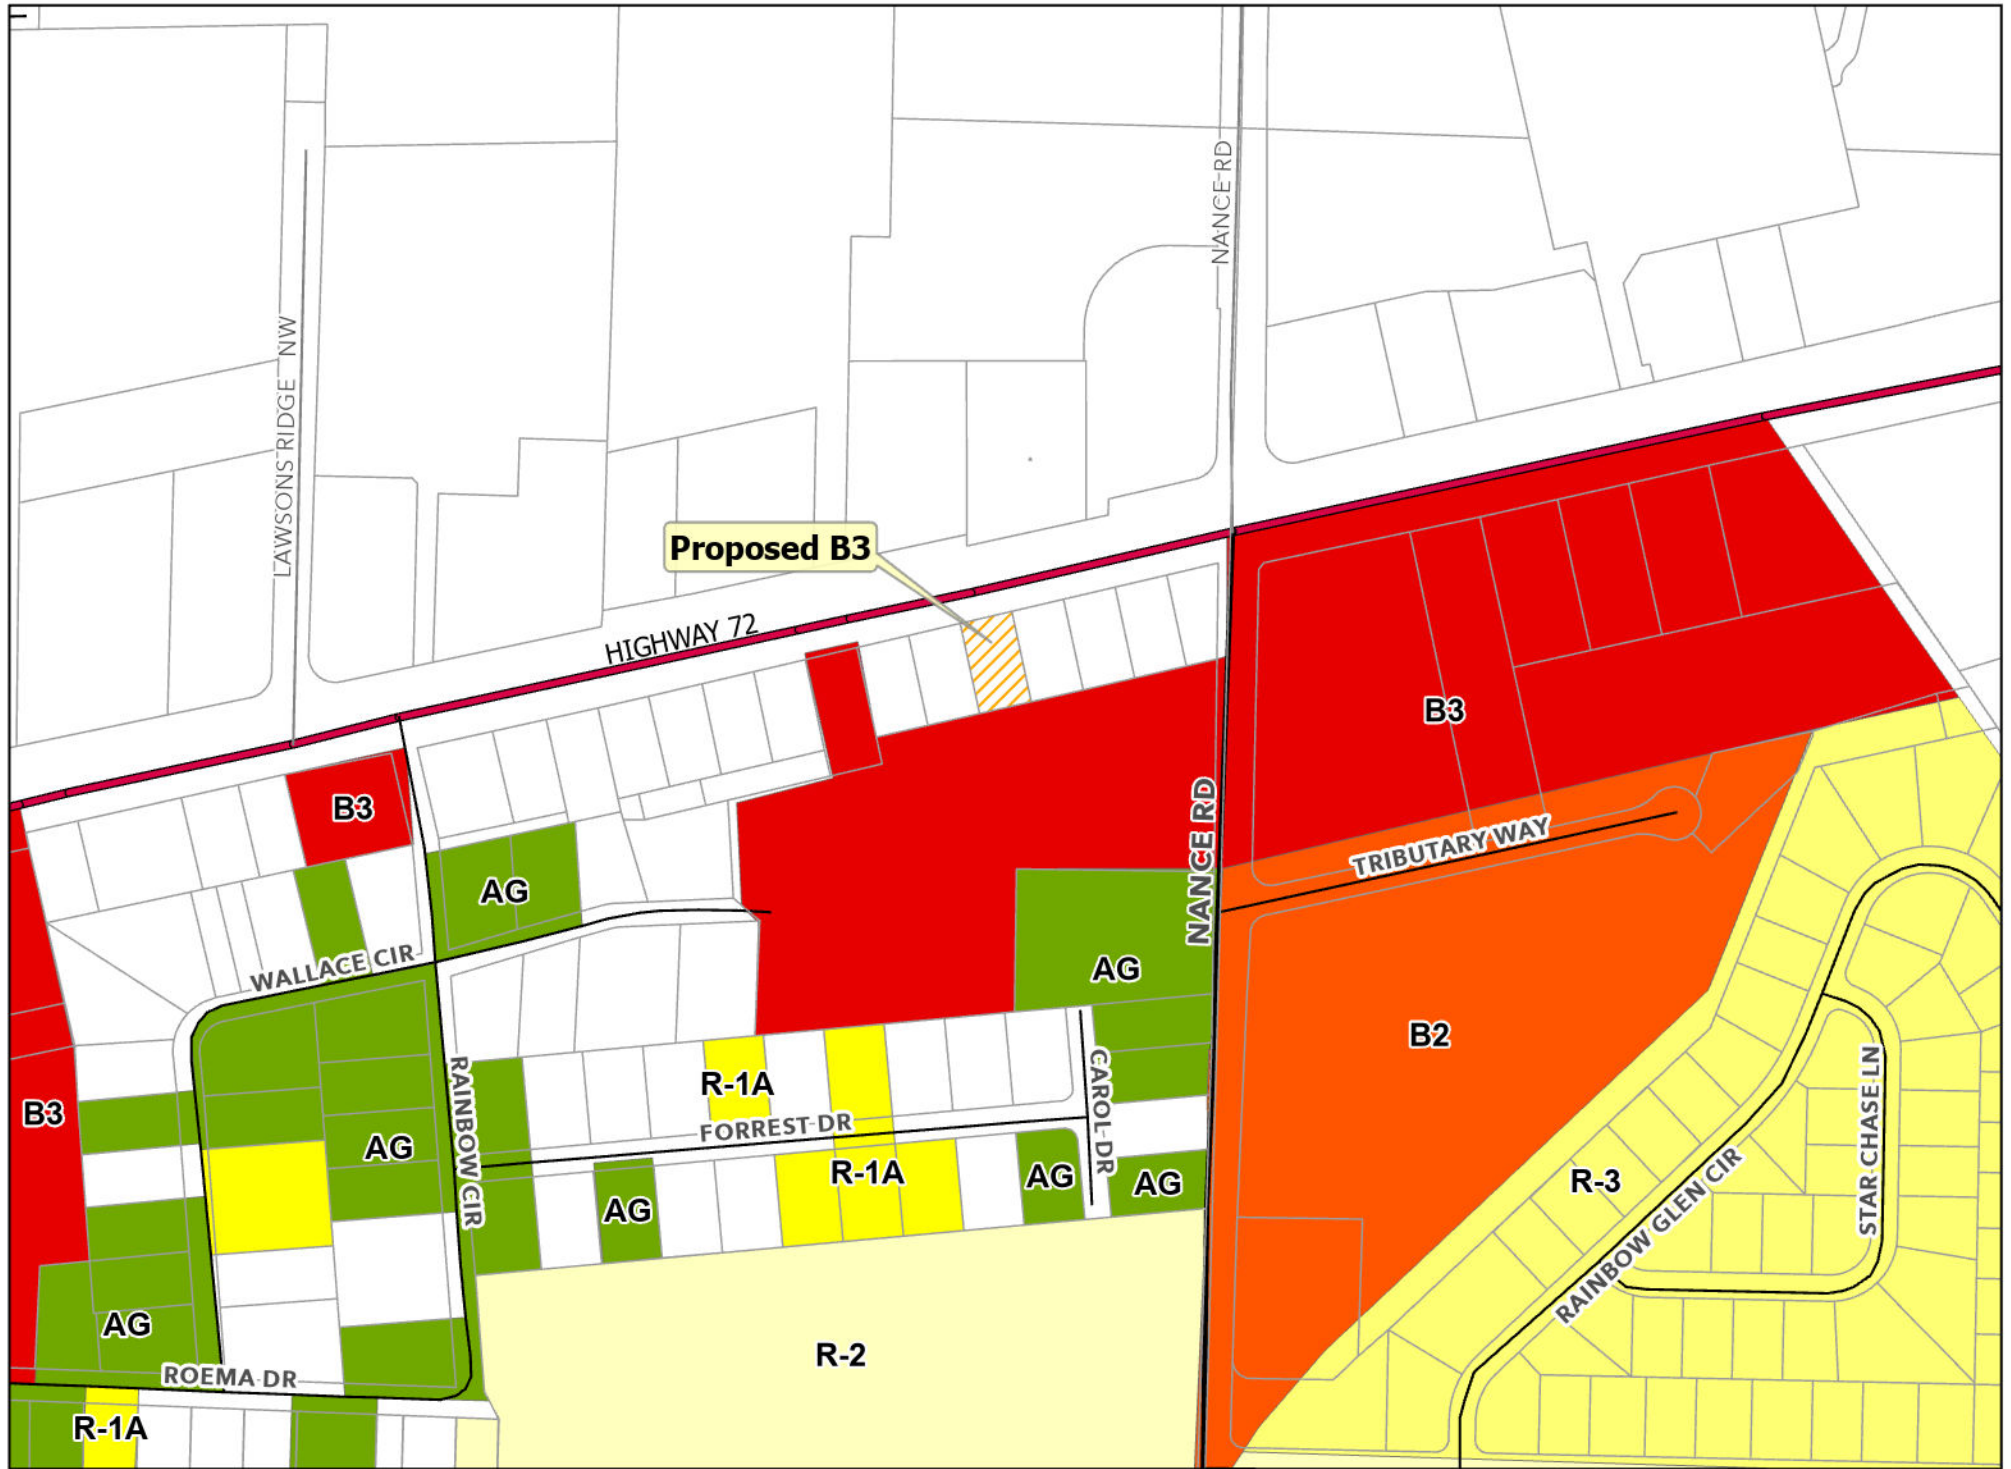 NANCE RD
LAWSONS RIDGE NW
Proposed B3
HIGHWAY 72
B3
B3
NANCE RD
TRIBUTARY WAY
AG
WALLACE CIR
AG
B2
RAINBOW CIR
CAROL DR
STAR CHASE LN
R-1A
B3
FORREST DR
AG
R-1A
AG
AG
R-3
AG
RAINBOW GLEN CIR
AG
R-2
ROEMA DR
R-1A